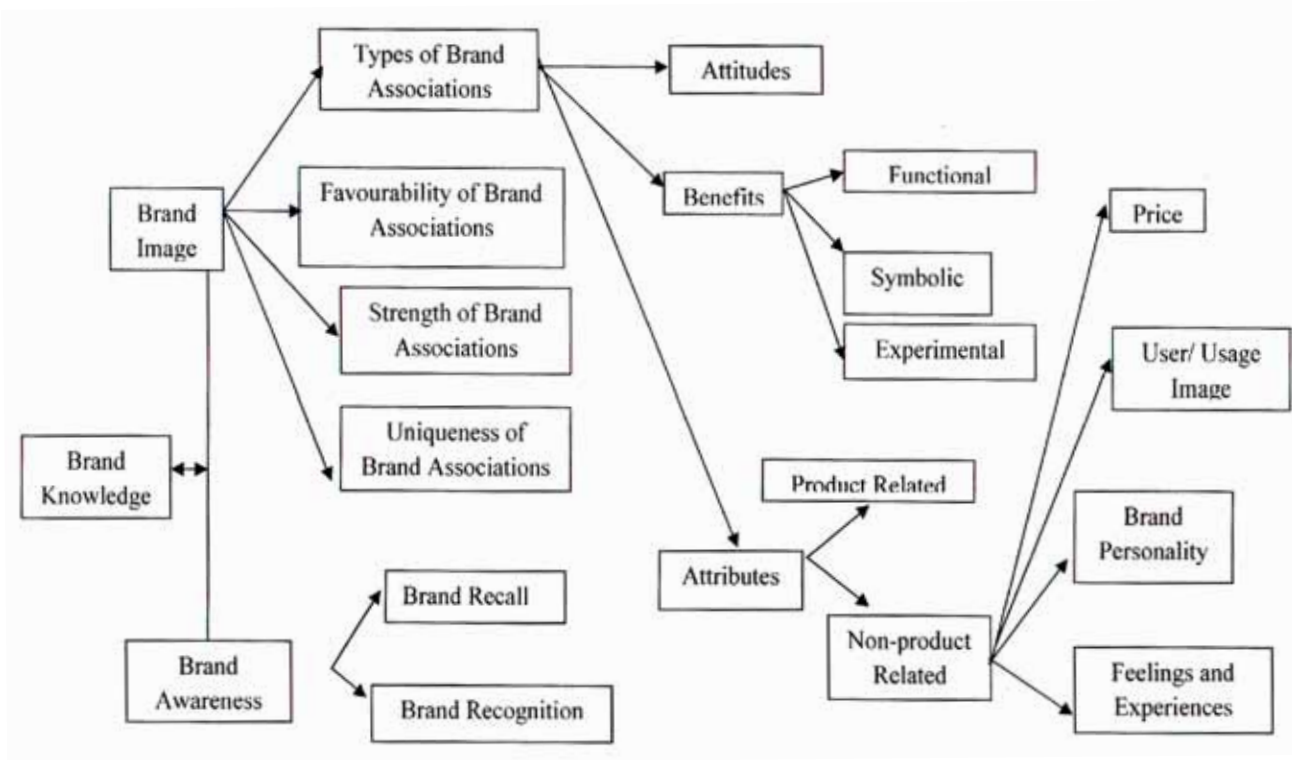 Types of Brand
Associations
Attitudes
Favourability of Brand
Associations
Functional
Benefits
Price
Brand
Image
Symbolic
Strength of Brand
Associations
Experimental
User/ Usage
Image
Uniqueness of
Brand Associations
Brand
Knowledge
Product Related
Brand
Personality
Attributes
Brand Recall
Non-product
Related
Brand
Awareness
Feelings and
Experiences
Brand Recognition